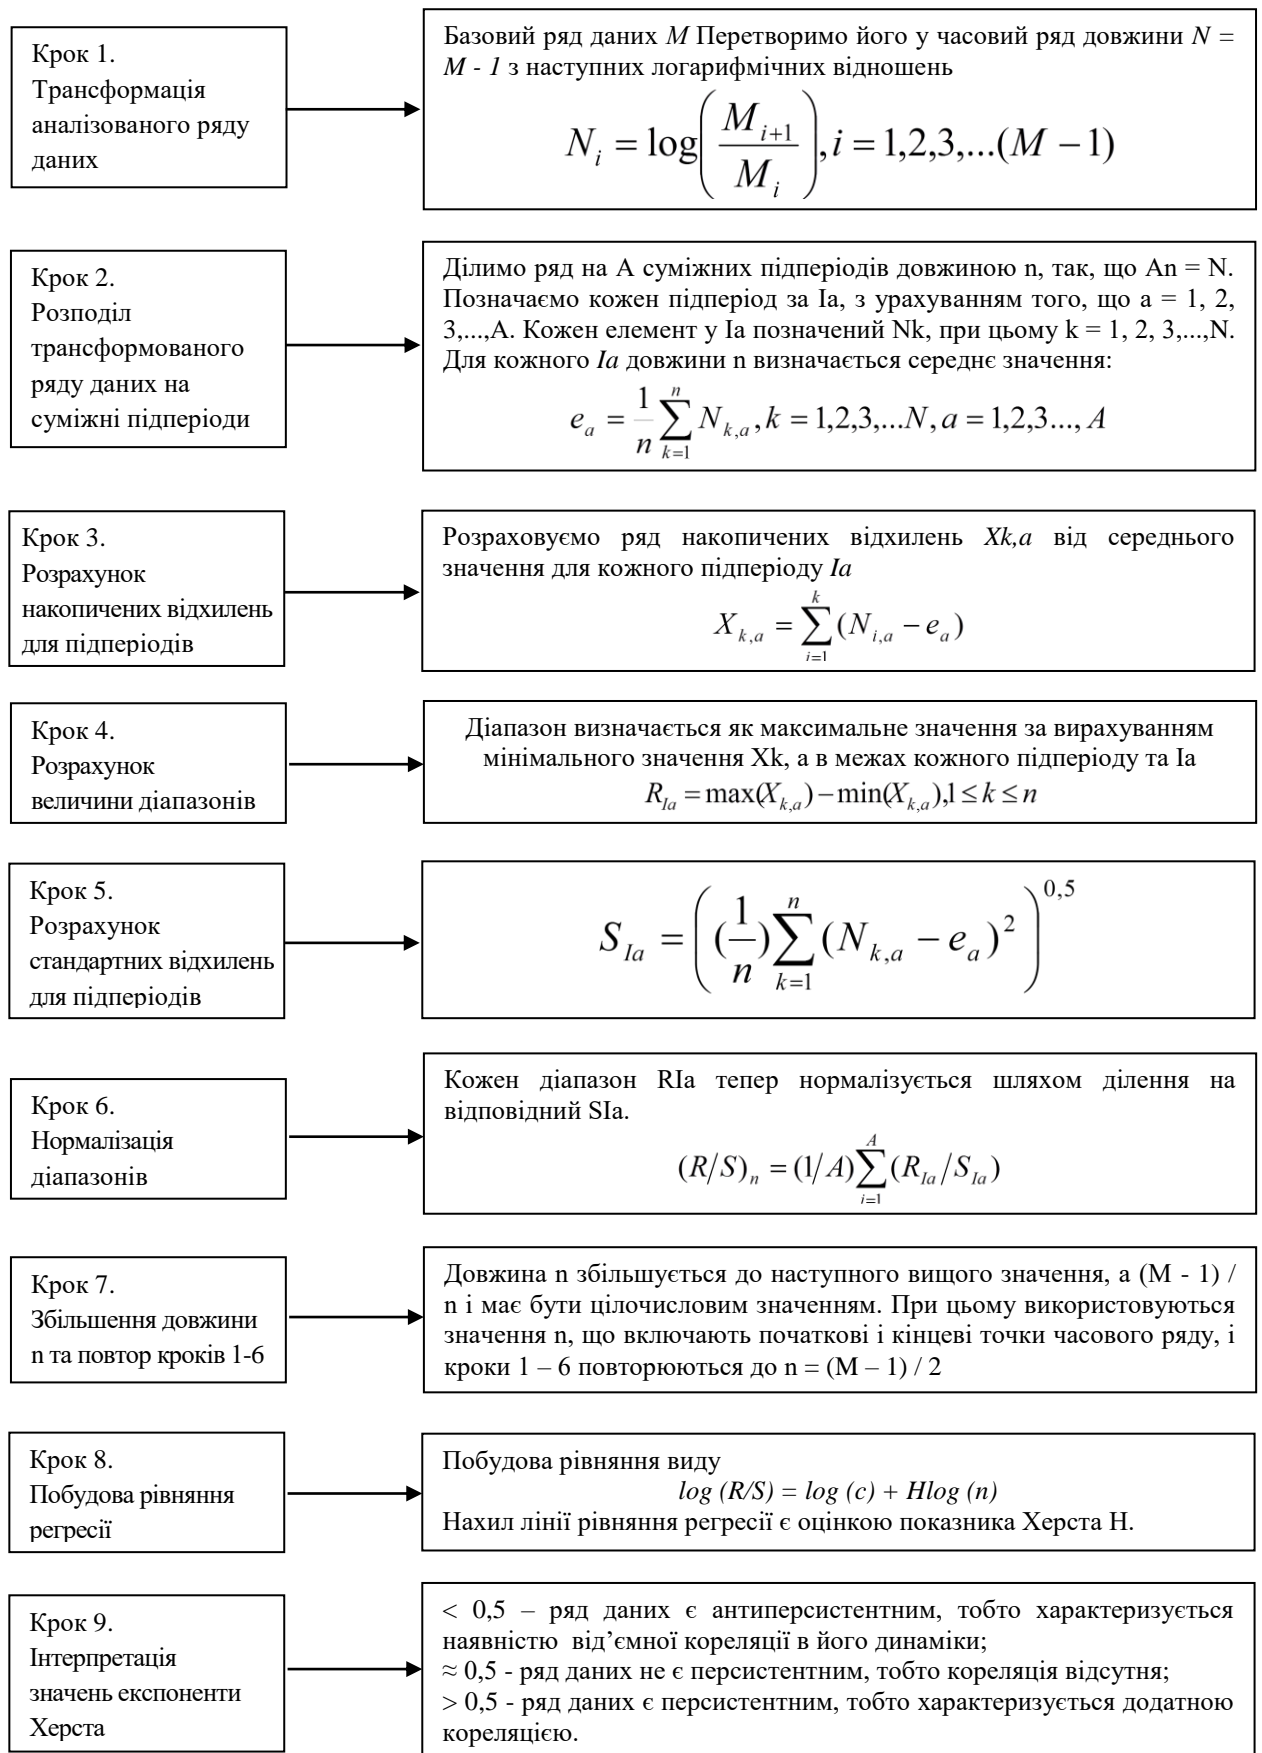 Крок 1.
Трансформація
аналізованого ряду
даних
Базовий ряд даних M Перетворимо його у часовий ряд довжини N =
M - 1 з наступних логарифмічних відношень
N_i = log(M_{i+1} / M_i), i = 1,2,3,...(M − 1)
Крок 2.
Розподіл
трансформованого
ряду даних на
суміжні підперіоди
Ділимо ряд на A суміжних підперіодів довжиною n, так, що An = N.
Позначаємо кожен підперіод за Ia, з урахуванням того, що a = 1, 2,
3,...,A. Кожен елемент у Ia позначений Nk, при цьому k = 1, 2, 3,...,N.
Для кожного Ia довжини n визначається середнє значення:
e_a = \frac{1}{n} \sum_{k=1}^{n} N_{k,a}, k = 1,2,3,...N, a = 1,2,3..., A
Крок 3.
Розрахунок
накопичених відхилень
для підперіодів
Розраховуємо ряд накопичених відхилень Xk,a від середнього
значення для кожного підперіоду Ia
X_{k,a} = \sum_{i=1}^{k} (N_{i,a} − e_a)
Крок 4.
Розрахунок
величини діапазонів
Діапазон визначається як максимальне значення за вирахуванням
мінімального значення Xk, а в межах кожного підперіоду та Ia
R_{Ia} = max(X_{k,a}) − min(X_{k,a}), 1 ≤ k ≤ n
Крок 5.
Розрахунок
стандартних відхилень
для підперіодів
S_{Ia} = ((\frac{1}{n}) \sum_{k=1}^{n} (N_{k,a} − e_a)^2)^{0,5}
Крок 6.
Нормалізація
діапазонів
Кожен діапазон RIa тепер нормалізується шляхом ділення на
відповідний SIa.
(R/S)_n = (1/A) \sum_{i=1}^{A} (R_{Ia}/S_{Ia})
Крок 7.
Збільшення довжини
n та повтор кроків 1-6
Довжина n збільшується до наступного вищого значення, а (M - 1) /
n і має бути цілочисловим значенням. При цьому використовуються
значення n, що включають початкові і кінцеві точки часового ряду, і
кроки 1 – 6 повторюються до n = (M – 1) / 2
Крок 8.
Побудова рівняння
регресії
Побудова рівняння виду
log (R/S) = log (c) + Hlog (n)
Нахил лінії рівняння регресії є оцінкою показника Херста Н.
Крок 9.
Інтерпретація
значень експоненти
Херста
< 0,5 – ряд даних є антиперсистентним, тобто характеризується
наявністю від’ємної кореляції в його динаміки;
≈ 0,5 - ряд даних не є персистентним, тобто кореляція відсутня;
> 0,5 - ряд даних є персистентним, тобто характеризується додатною
кореляцією.